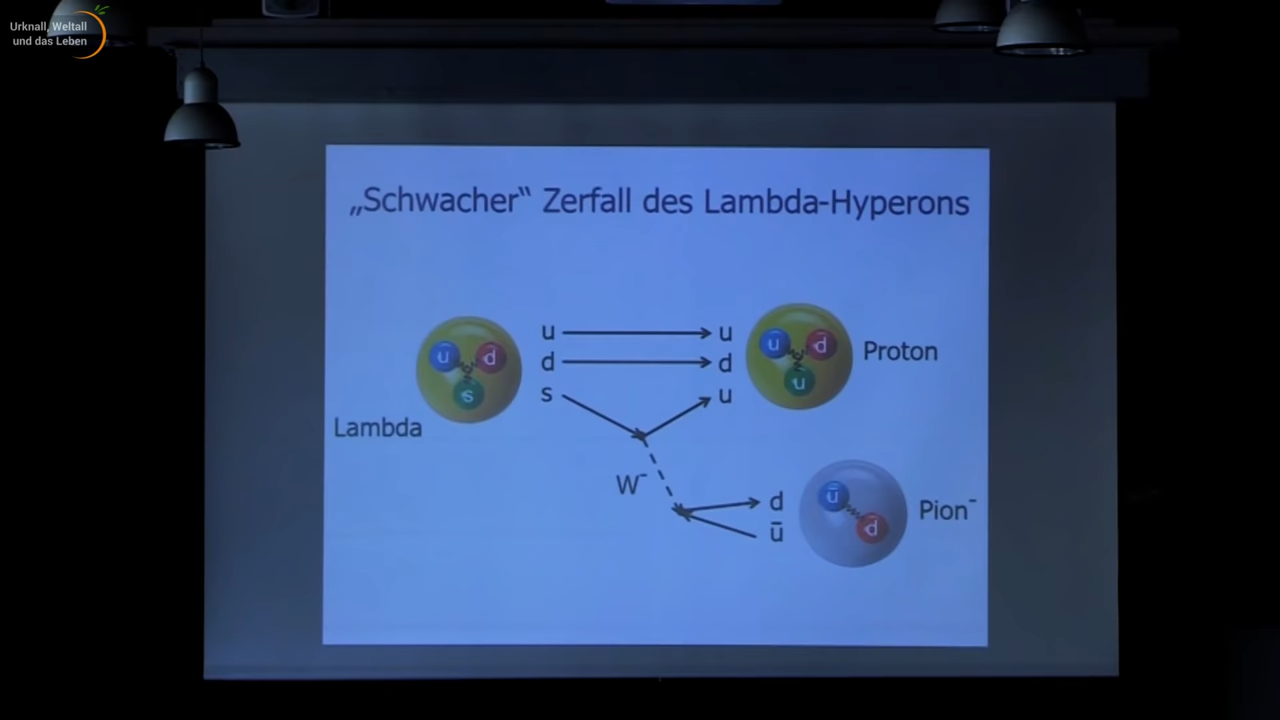 Urknall, Weltall
und das Leben
„Schwacher“ Zerfall des Lambda-Hyperons
u u
d d
s u
ū d s
u d u
Proton
Lambda
W⁻
d
ū
ū d
Pion⁻